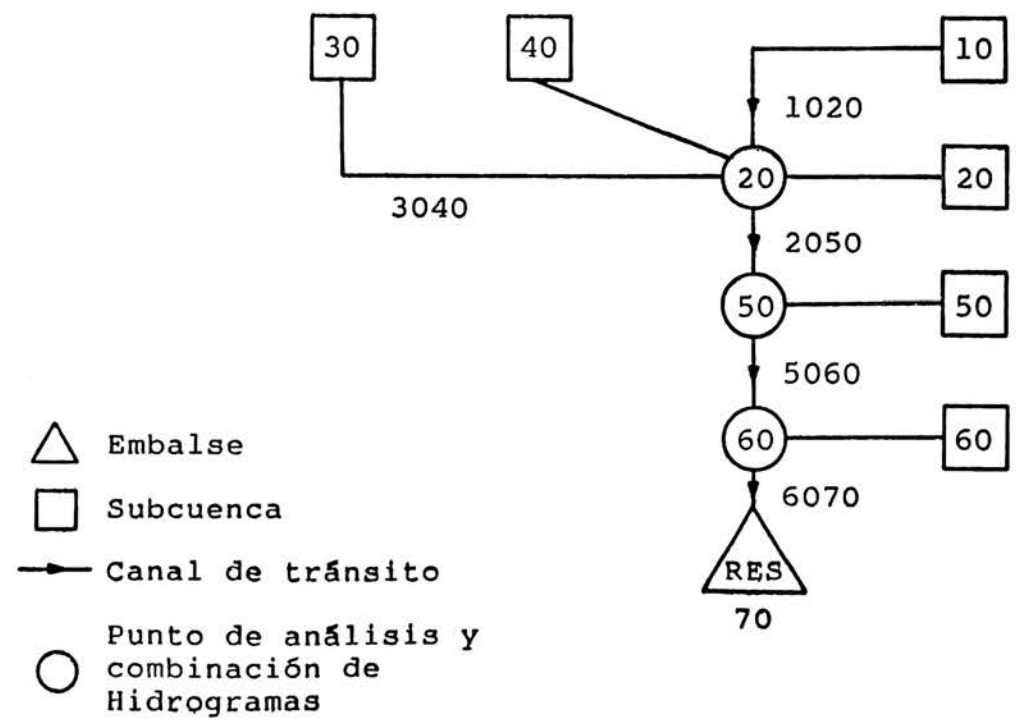 30
40
10
1020
20
20
3040
2050
50
50
5060
60
60
6070
RES
70
Embalse
Subcuenca
Canal de tránsito
Punto de análisis y
combinación de
Hidrogramas